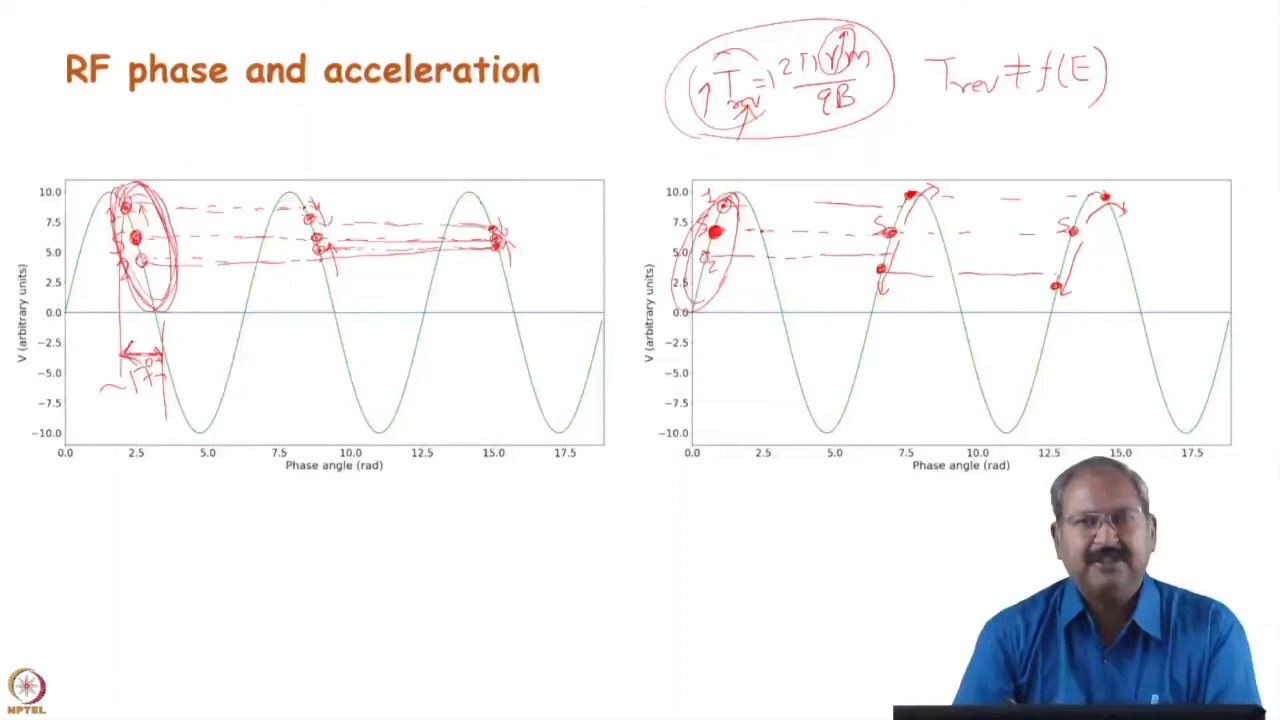 RF phase and acceleration
T_rev = 2πγm / qB
T_rev ≠ f(E)
10.0
7.5
5.0
2.5
0.0
−2.5
−5.0
−7.5
−10.0
V (arbitrary units)
0.0 2.5 5.0 7.5 10.0 12.5 15.0 17.5
Phase angle (rad)
10.0
7.5
5.0
2.5
0.0
−2.5
−5.0
−7.5
−10.0
V (arbitrary units)
0.0 2.5 5.0 7.5 10.0 12.5 15.0 17.5
Phase angle (rad)
1
S
2
S
S
NPTEL